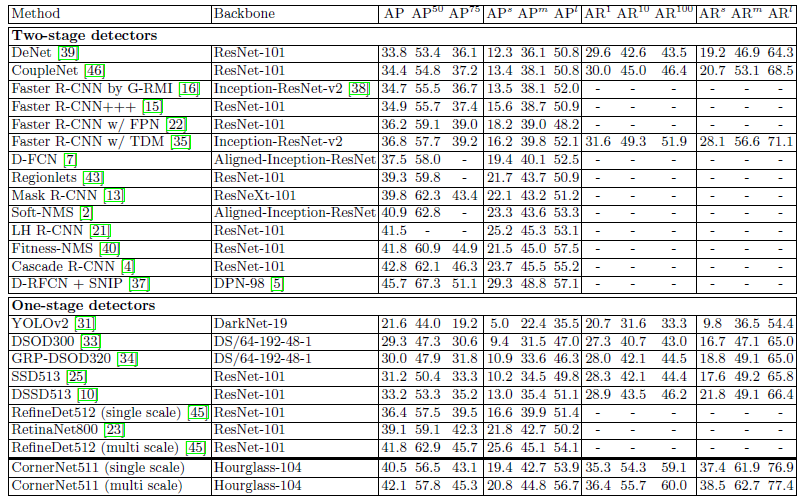 Method Backbone AP AP50 AP75 APs APm APl AR1 AR10 AR100 ARs ARm ARl
Two-stage detectors
DeNet [39] ResNet-101 33.8 53.4 36.1 12.3 36.1 50.8 29.6 42.6 43.5 19.2 46.9 64.3
CoupleNet [46] ResNet-101 34.4 54.8 37.2 13.4 38.1 50.8 30.0 45.0 46.4 20.7 53.1 68.5
Faster R-CNN by G-RMI [16] Inception-ResNet-v2 [38] 34.7 55.5 36.7 13.5 38.1 52.0 - - - - - -
Faster R-CNN+++ [15] ResNet-101 34.9 55.7 37.4 15.6 38.7 50.9 - - - - - -
Faster R-CNN w/ FPN [22] ResNet-101 36.2 59.1 39.0 18.2 39.0 48.2 - - - - - -
Faster R-CNN w/ TDM [35] Inception-ResNet-v2 36.8 57.7 39.2 16.2 39.8 52.1 31.6 49.3 51.9 28.1 56.6 71.1
D-FCN [7] Aligned-Inception-ResNet 37.5 58.0 - 19.4 40.1 52.5 - - - - - -
Regionlets [43] ResNet-101 39.3 59.8 - 21.7 43.7 50.9 - - - - - -
Mask R-CNN [13] ResNeXt-101 39.8 62.3 43.4 22.1 43.2 51.2 - - - - - -
Soft-NMS [2] Aligned-Inception-ResNet 40.9 62.8 - 23.3 43.6 53.3 - - - - - -
LH R-CNN [21] ResNet-101 41.5 - - 25.2 45.3 53.1 - - - - - -
Fitness-NMS [40] ResNet-101 41.8 60.9 44.9 21.5 45.0 57.5 - - - - - -
Cascade R-CNN [4] ResNet-101 42.8 62.1 46.3 23.7 45.5 55.2 - - - - - -
D-RFCN + SNIP [37] DPN-98 [5] 45.7 67.3 51.1 29.3 48.8 57.1 - - - - - -
One-stage detectors
YOLOv2 [31] DarkNet-19 21.6 44.0 19.2 5.0 22.4 35.5 20.7 31.6 33.3 9.8 36.5 54.4
DSOD300 [33] DS/64-192-48-1 29.3 47.3 30.6 9.4 31.5 47.0 27.3 40.7 43.0 16.7 47.1 65.0
GRP-DSOD320 [34] DS/64-192-48-1 30.0 47.9 31.8 10.9 33.6 46.3 28.0 42.1 44.5 18.8 49.1 65.0
SSD513 [25] ResNet-101 31.2 50.4 33.3 10.2 34.5 49.8 28.3 42.1 44.4 17.6 49.2 65.8
DSSD513 [10] ResNet-101 33.2 53.3 35.2 13.0 35.4 51.1 28.9 43.5 46.2 21.8 49.1 66.4
RefineDet512 (single scale) [45] ResNet-101 36.4 57.5 39.5 16.6 39.9 51.4 - - - - - -
RetinaNet800 [23] ResNet-101 39.1 59.1 42.3 21.8 42.7 50.2 - - - - - -
RefineDet512 (multi scale) [45] ResNet-101 41.8 62.9 45.7 25.6 45.1 54.1 - - - - - -
CornerNet511 (single scale) Hourglass-104 40.5 56.5 43.1 19.4 42.7 53.9 35.3 54.3 59.1 37.4 61.9 76.9
CornerNet511 (multi scale) Hourglass-104 42.1 57.8 45.3 20.8 44.8 56.7 36.4 55.7 60.0 38.5 62.7 77.4